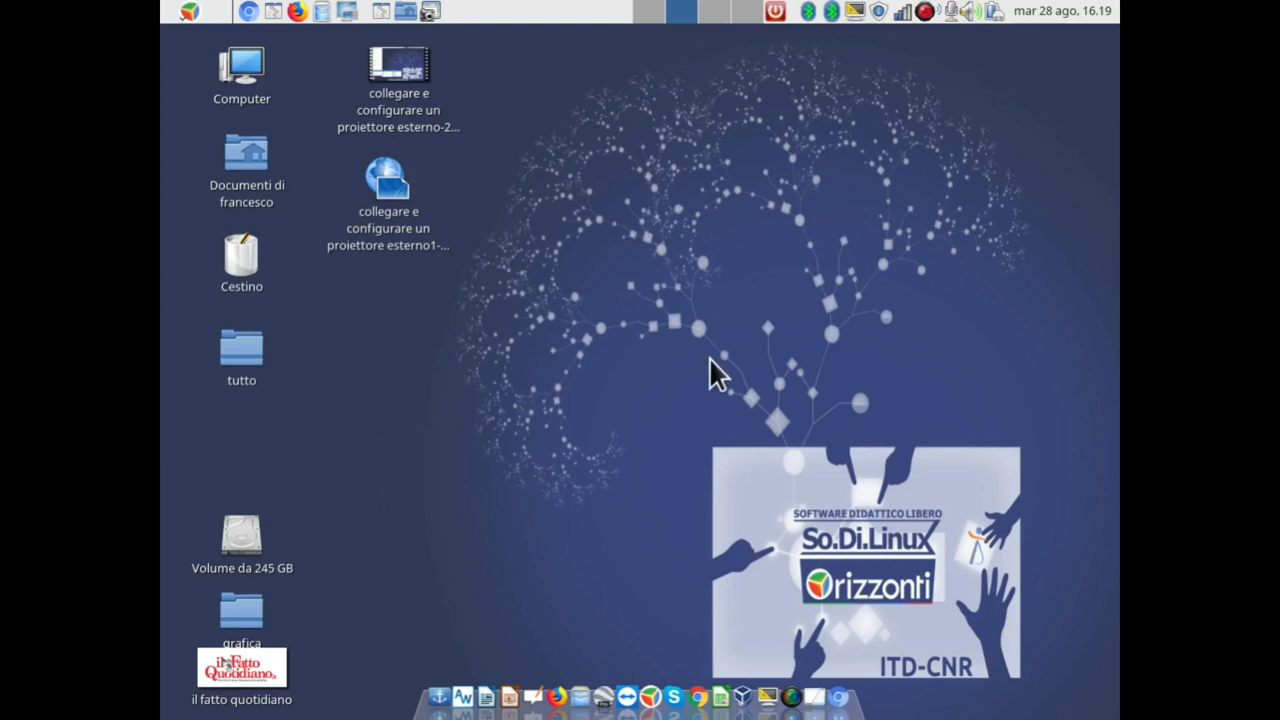 mar 28 ago, 16.19
Computer
collegare e
configurare un
proiettore esterno-2...
Documenti di
francesco
collegare e
configurare un
proiettore esterno1-...
Cestino
tutto
SOFTWARE DIDATTICO LIBERO
So.Di.Linux
Orizzonti
ITD-CNR
Volume da 245 GB
grafica
il Fatto
Quotidiano
il fatto quotidiano